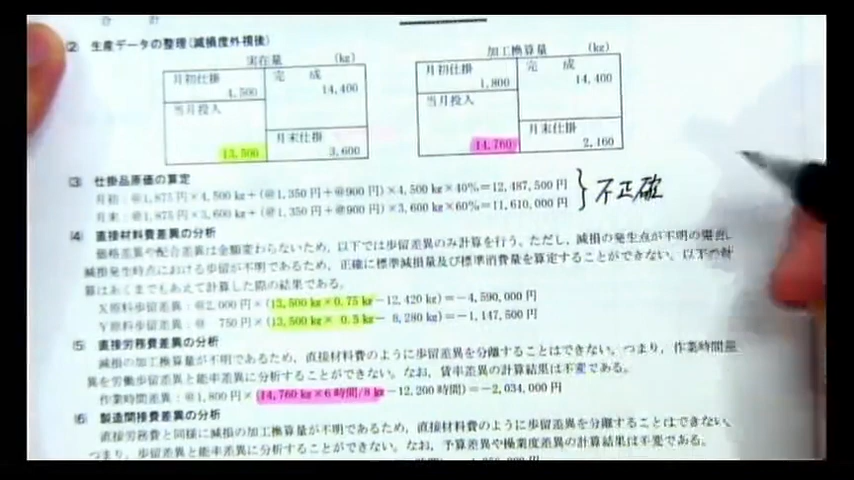 合 計
(2) 生産データの整理(減損度外視後)
実在量 (kg)
月初仕掛 4,500
完 成 14,400
当月投入 13,500
月末仕掛 3,600
加工換算量 (kg)
月初仕掛 1,800
完 成 14,400
当月投入 14,760
月末仕掛 2,160
(3) 仕掛品原価の算定
月初:@1,875円×4,500kg+(@1,350円+@900円)×4,500kg×40%=12,487,500円
月末:@1,875円×3,600kg+(@1,350円+@900円)×3,600kg×60%=11,610,000円
不正確
(4) 直接材料費差異の分析
価格差異や配合差異は金額変わらないため,以下では歩留差異のみ計算を行う。ただし,減損の発生点が不明の場合,
減損発生時点における歩留が不明であるため,正確に標準減損量及び標準消費量を算定することができない。以下の計
算はあくまでもあえて計算した際の結果である。
X原料歩留差異:@2,000円×(13,500kg×0.75kg-12,420kg)=-4,590,000円
Y原料歩留差異:@ 750円×(13,500kg× 0.5kg- 8,280kg)=-1,147,500円
(5) 直接労務費差異の分析
減損の加工換算量が不明であるため,直接材料費のように歩留差異を分離することはできない。つまり,作業時間差
異を労働歩留差異と能率差異に分析することができない。なお,賃率差異の計算結果は不変である。
作業時間差異:@1,800円×(14,760kg×6時間/8kg-12,200時間)=-2,034,000円
(6) 製造間接費差異の分析
直接労務費と同様に減損の加工換算量が不明であるため,直接材料費のように歩留差異を分離することはできない。
つまり,歩留差異と能率差異に分析することができない。なお,予算差異や操業度差異の計算結果は不変である。